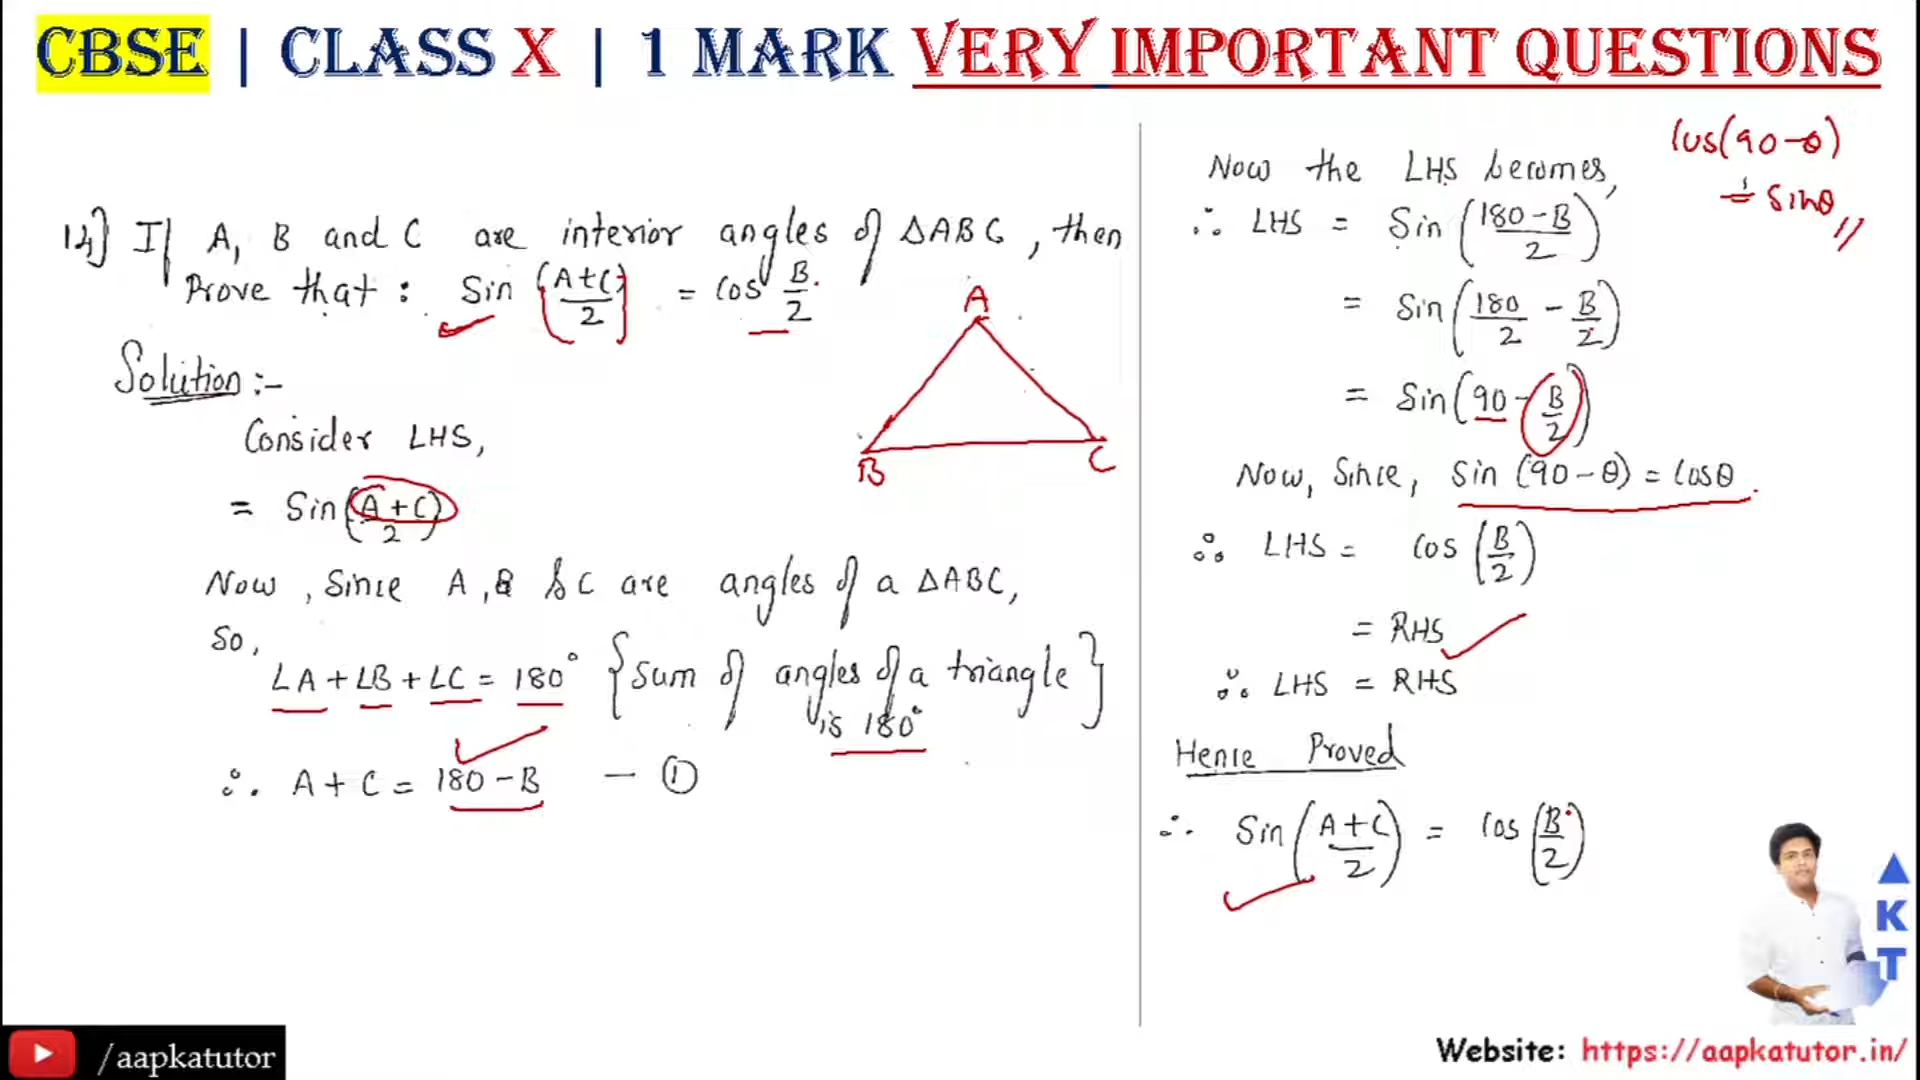 CBSE | CLASS X | 1 MARK VERY IMPORTANT QUESTIONS
14] If A, B and C are interior angles of ΔABC, then
Prove that: Sin ((A+C)/2) = cos B/2
A
B
C
Solution:-
Consider LHS,
= Sin((A+C)/2)
Now, Since A, B & C are angles of a ΔABC,
So,
∠A + ∠B + ∠C = 180° {Sum of angles of a triangle
is 180°}
∴ A + C = 180 - B — ①
Now the LHS becomes,
∴ LHS = Sin ((180-B)/2)
= Sin (180/2 - B/2)
= Sin (90 - B/2)
Now, Since, Sin (90-θ) = cosθ
∴ LHS = cos (B/2)
= RHS
∴ LHS = RHS
Hence Proved
∴ Sin ((A+C)/2) = cos (B/2)
cos(90-θ)
= sinθ //
AKT
/aapkatutor
Website: https://aapkatutor.in/